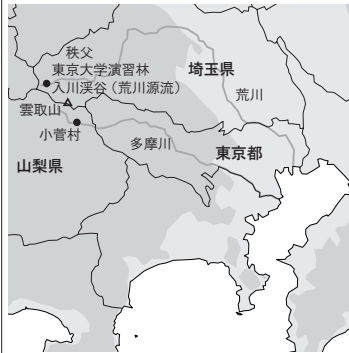 秩父
東京大学演習林
入川渓谷（荒川源流）
雲取山
小菅村
埼玉県
荒川
多摩川
東京都
山梨県